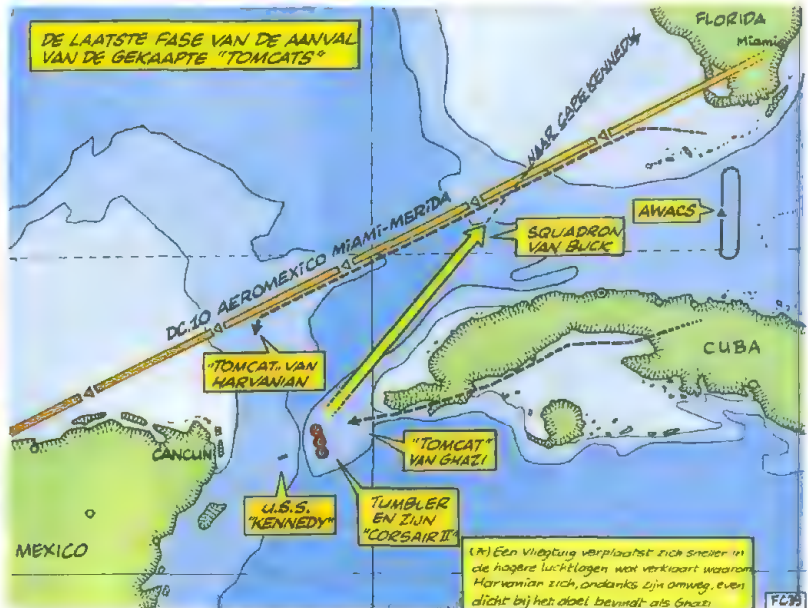 DE LAATSTE FASE VAN DE AANVAL
VAN DE GEKAAPTE "TOMCATS"
FLORIDA
Miami
NAAR CAPE KENNEDY
AWACS
SQUADRON
VAN BUCK
DC.10 AEROMEXICO MIAMI-MERIDA
"TOMCAT" VAN
HARVANIAN
CUBA
"TOMCAT"
VAN GHAZI
CANCUN
U.S.S.
"KENNEDY"
TUMBLER
EN ZIJN
"CORSAIR II"
MEXICO
(*) Een vliegtuig verplaatst zich sneller in
de hogere luchtlagen wat verklaart waarom
Harvanian zich, ondanks zijn omweg, even
dicht bij het doel bevindt als Ghazi